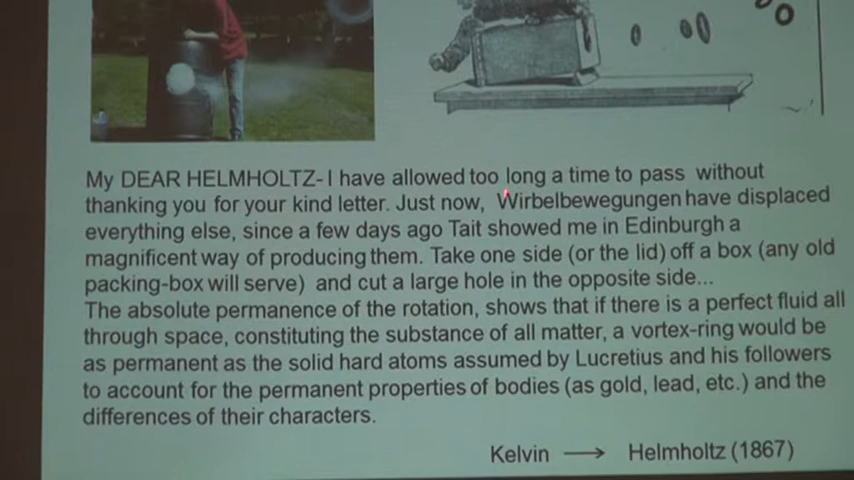 My DEAR HELMHOLTZ-I have allowed too long a time to pass without
thanking you for your kind letter. Just now, Wirbelbewegungen have displaced
everything else, since a few days ago Tait showed me in Edinburgh a
magnificent way of producing them. Take one side (or the lid) off a box (any old
packing-box will serve) and cut a large hole in the opposite side...
The absolute permanence of the rotation, shows that if there is a perfect fluid all
through space, constituting the substance of all matter, a vortex-ring would be
as permanent as the solid hard atoms assumed by Lucretius and his followers
to account for the permanent properties of bodies (as gold, lead, etc.) and the
differences of their characters.
Kelvin → Helmholtz (1867)